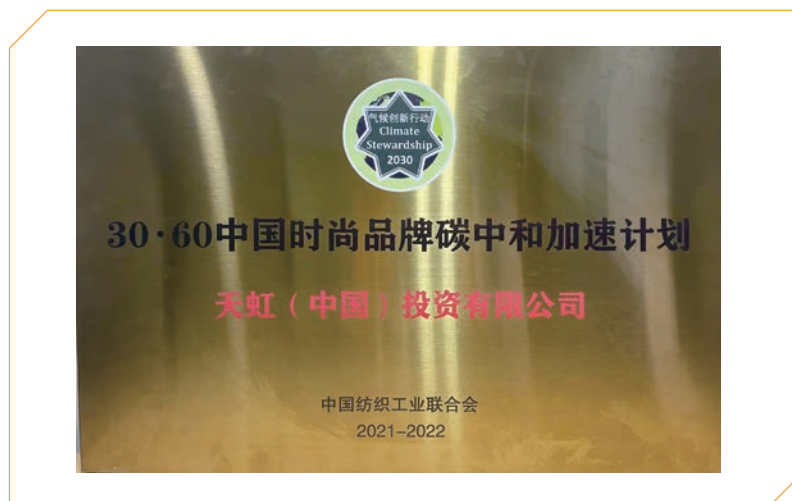 气候创新行动
Climate
Stewardship
2030
30·60中国时尚品牌碳中和加速计划
天虹（中国）投资有限公司
中国纺织工业联合会
2021-2022